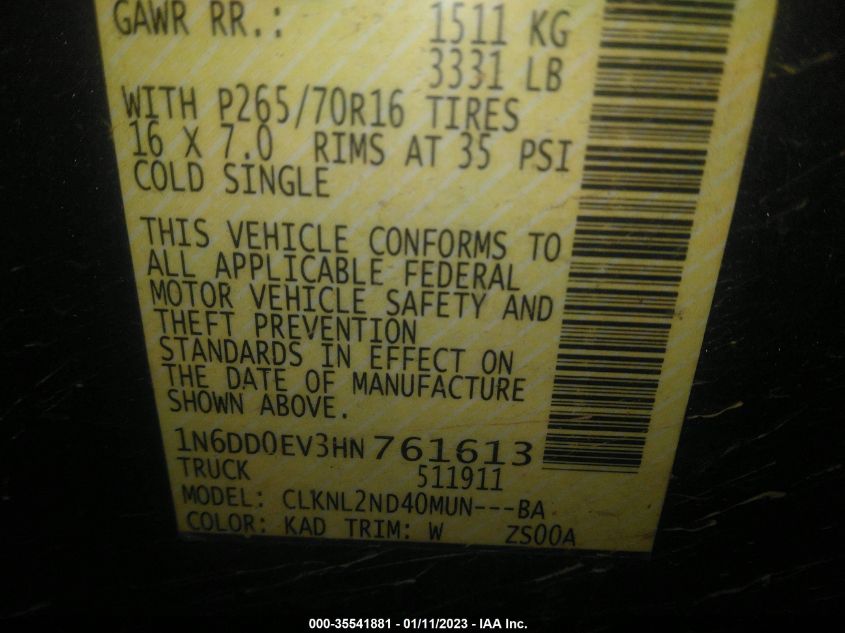 GAWR RR.: 1511 KG
3331 LB
WITH P265/70R16 TIRES
16 X 7.0 RIMS AT 35 PSI
COLD SINGLE
THIS VEHICLE CONFORMS TO
ALL APPLICABLE FEDERAL
MOTOR VEHICLE SAFETY AND
THEFT PREVENTION
STANDARDS IN EFFECT ON
THE DATE OF MANUFACTURE
SHOWN ABOVE.
1N6DD0EV3HN761613
TRUCK 511911
MODEL: CLKNL2ND40MUN---BA
COLOR: KAD TRIM: W ZS00A
000-35541881 - 01/11/2023 - IAA Inc.